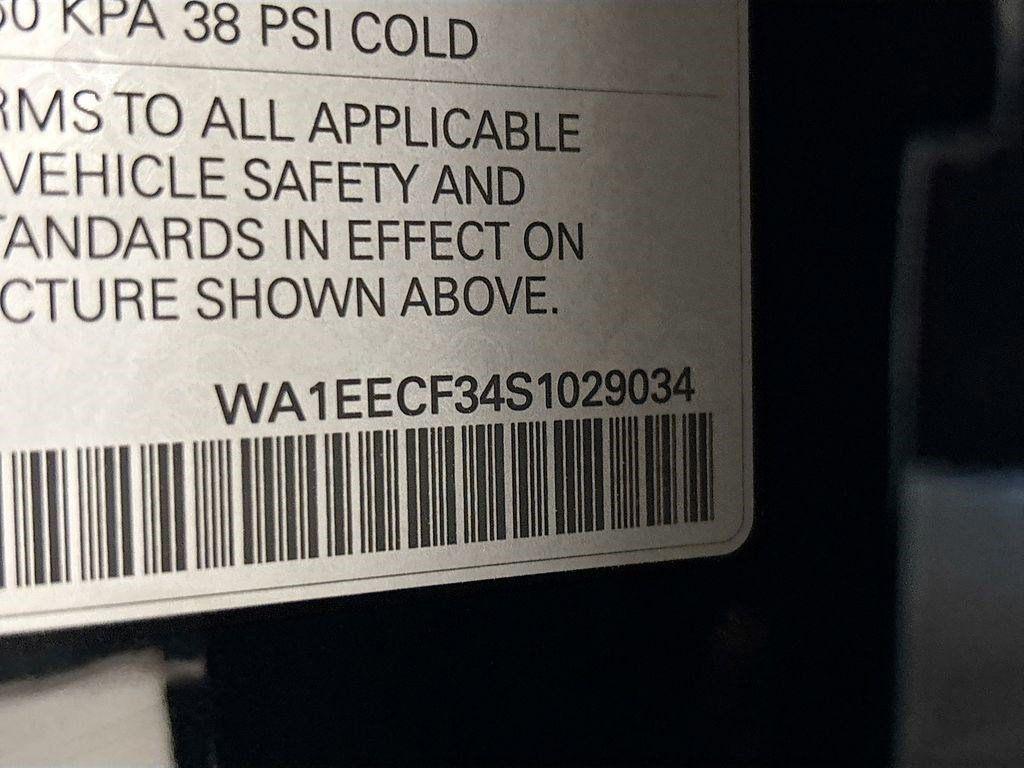 60 KPA 38 PSI COLD
RMS TO ALL APPLICABLE
VEHICLE SAFETY AND
TANDARDS IN EFFECT ON
CTURE SHOWN ABOVE.
WA1EECF34S1029034